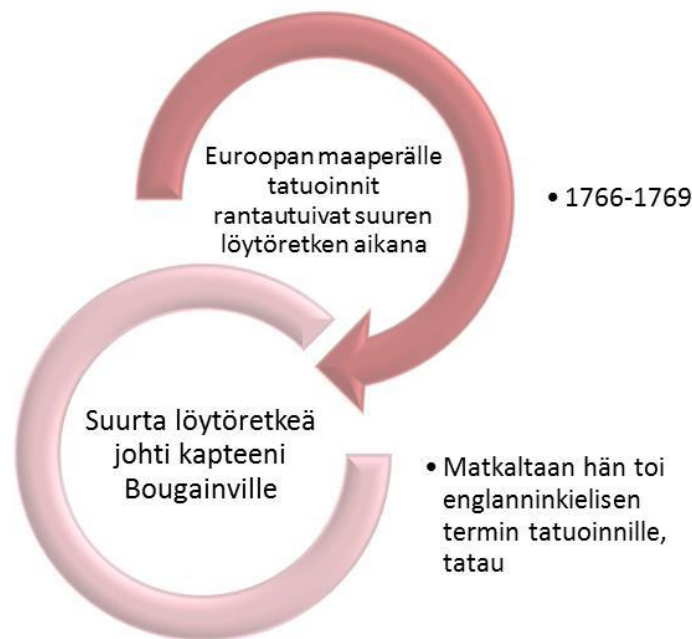 Euroopan maaperälle
tatuoinnit
rantautuivat suuren
löytöretken aikana
• 1766-1769
Suurta löytöretkeä
johti kapteeni
Bougainville
• Matkaltaan hän toi
englanninkielisen
termin tatuoinnille,
tatau